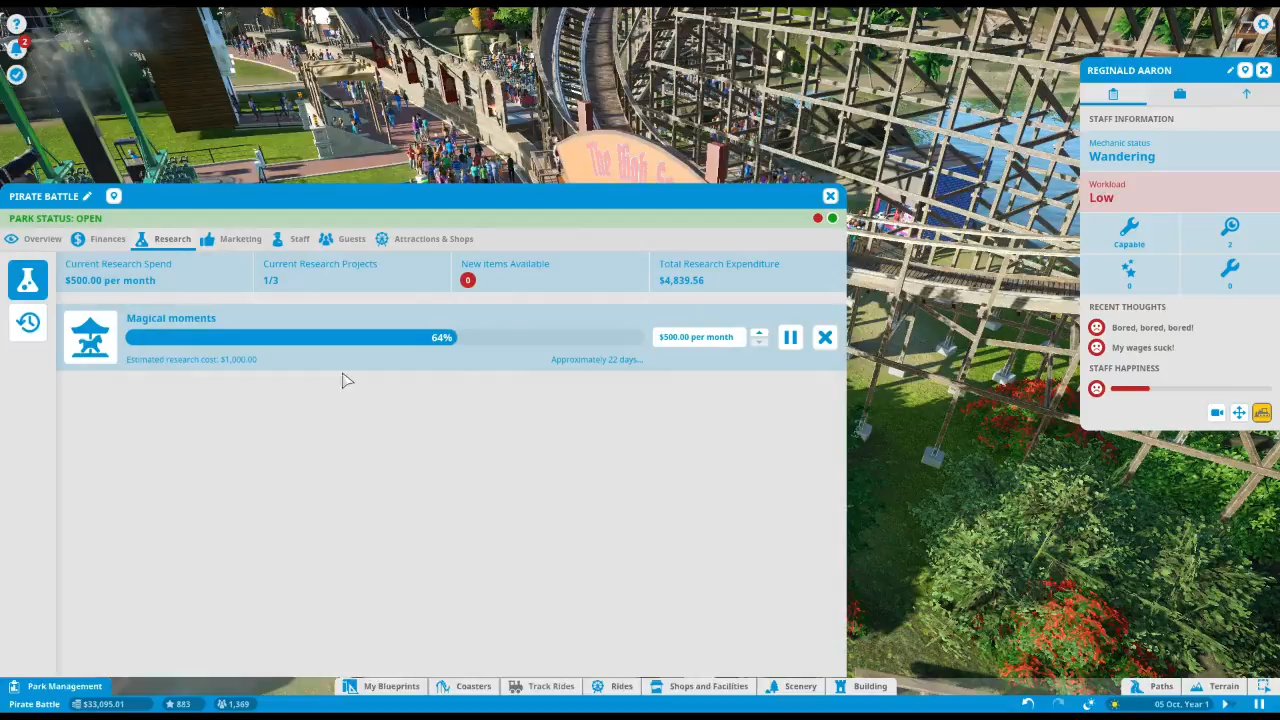 ?
2
The
REGINALD AARON
STAFF INFORMATION
Mechanic status
Wandering
Workload
Low
Capable
2
0
0
RECENT THOUGHTS
Bored, bored, bored!
My wages suck!
STAFF HAPPINESS
PIRATE BATTLE
PARK STATUS: OPEN
Overview Finances Research Marketing Staff Guests Attractions & Shops
Current Research Spend
$500.00 per month
Current Research Projects
1/3
New items Available
0
Total Research Expenditure
$4,839.56
Magical moments
64%
$500.00 per month
Estimated research cost: $1,000.00
Approximately 22 days...
Park Management My Blueprints Coasters Track Rides Rides Shops and Facilities Scenery Building Paths Terrain
Pirate Battle $33,095.01 883 1,369 05 Oct, Year 1